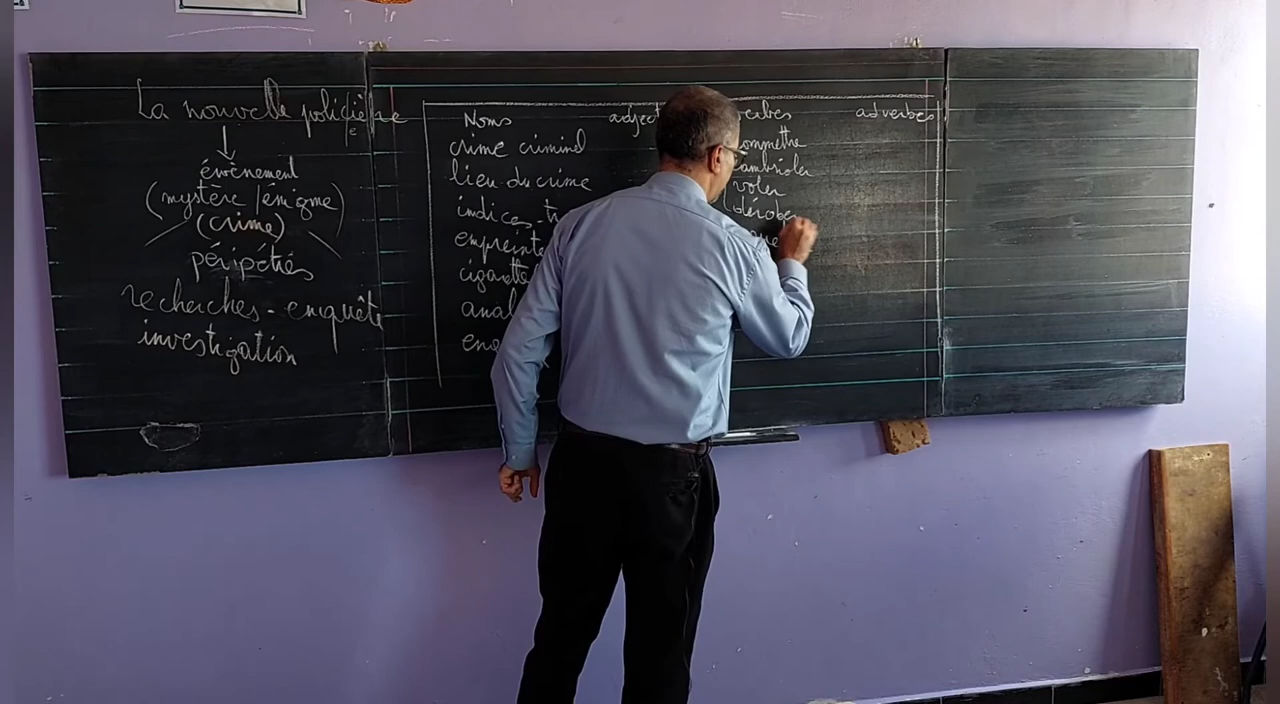 La nouvelle policière
événement
(mystère/énigme)
(crime)
péripéties
recherches - enquête
investigation
Noms
crime criminel
lieu du crime
indices
cigarette
verbes
commettre
cambrioler
voler
dérober
adverbes